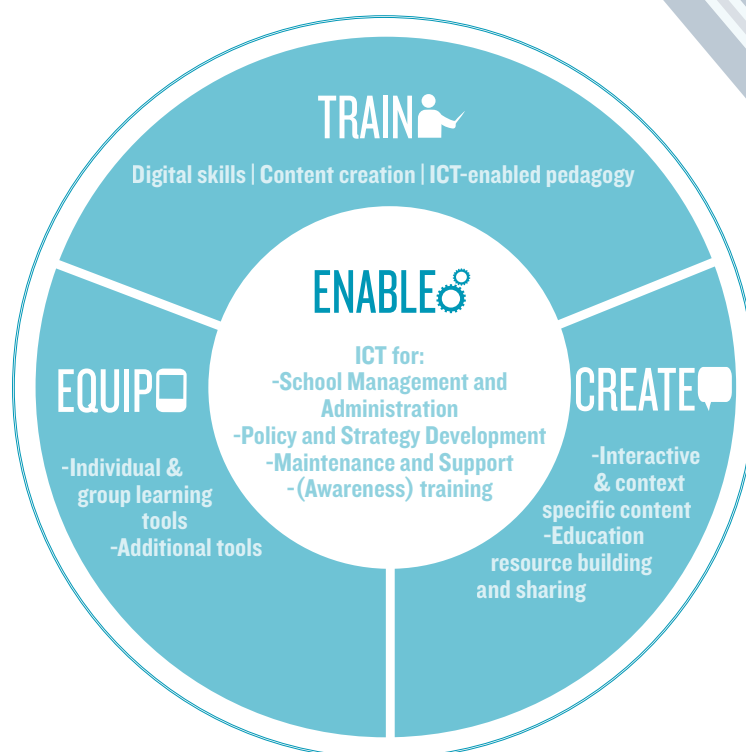 TRAIN
Digital skills | Content creation | ICT-enabled pedagogy
ENABLE
ICT for:
-School Management and
Administration
-Policy and Strategy Development
-Maintenance and Support
-(Awareness) training
EQUIP
-Individual &
group learning
tools
-Additional tools
CREATE
-Interactive
& context
specific content
-Education
resource building
and sharing